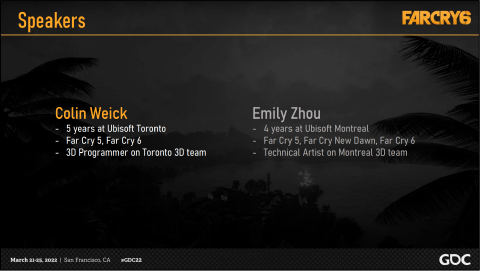 Speakers
FARCRY6
Colin Weick
- 5 years at Ubisoft Toronto
- Far Cry 5, Far Cry 6
- 3D Programmer on Toronto 3D team
Emily Zhou
- 4 years at Ubisoft Montreal
- Far Cry 5, Far Cry New Dawn, Far Cry 6
- Technical Artist on Montreal 3D team
March 21-25, 2022 | San Francisco, CA #GDC22
GDC